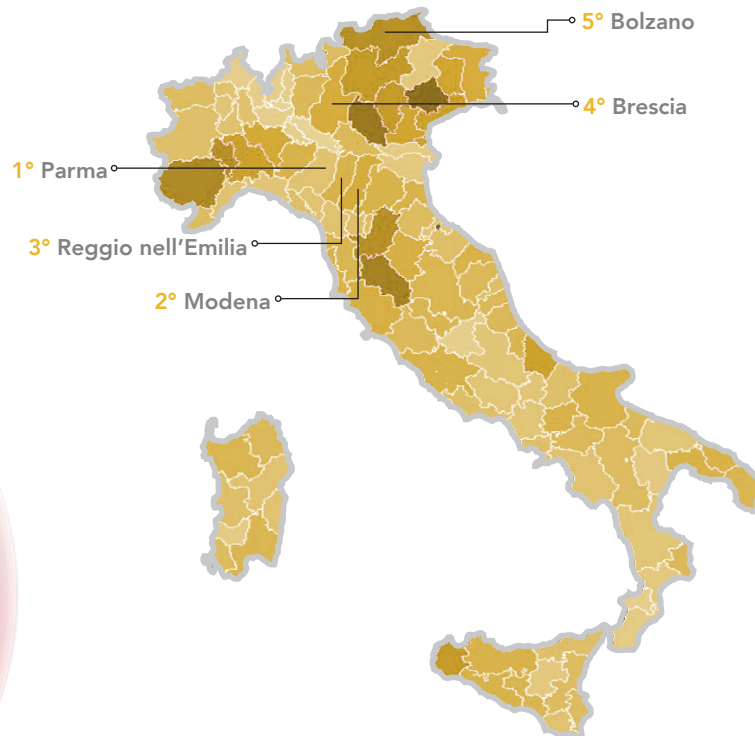 5° Bolzano
4° Brescia
1° Parma
3° Reggio nell'Emilia
2° Modena